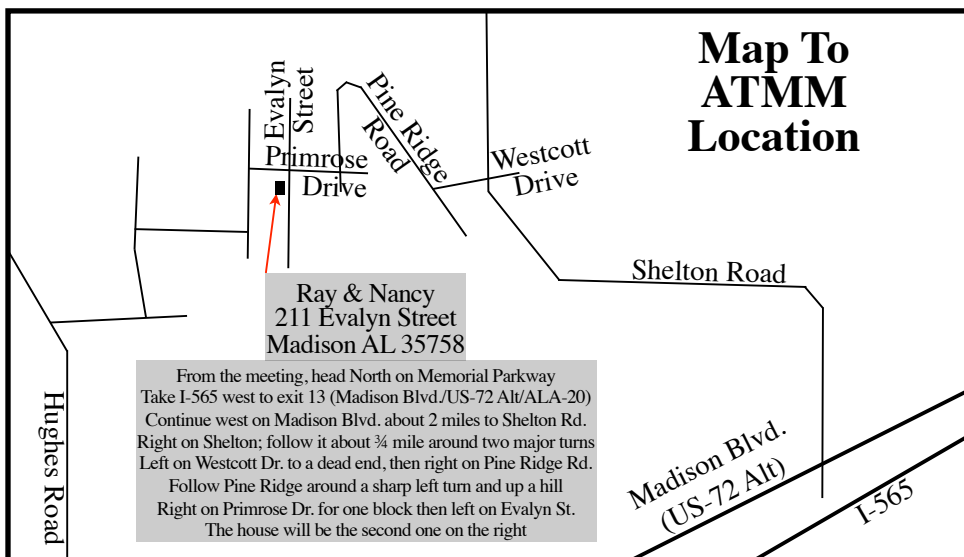 Map To
ATMM
Location
Evalyn
Street
Pine Ridge
Road
Primrose
Drive
Westcott
Drive
Shelton Road
Ray & Nancy
211 Evalyn Street
Madison AL 35758
From the meeting, head North on Memorial Parkway
Take I-565 west to exit 13 (Madison Blvd./US-72 Alt/ALA-20)
Continue west on Madison Blvd. about 2 miles to Shelton Rd.
Right on Shelton; follow it about ¾ mile around two major turns
Left on Westcott Dr. to a dead end, then right on Pine Ridge Rd.
Follow Pine Ridge around a sharp left turn and up a hill
Right on Primrose Dr. for one block then left on Evalyn St.
The house will be the second one on the right
Hughes Road
Madison Blvd.
(US-72 Alt)
I-565